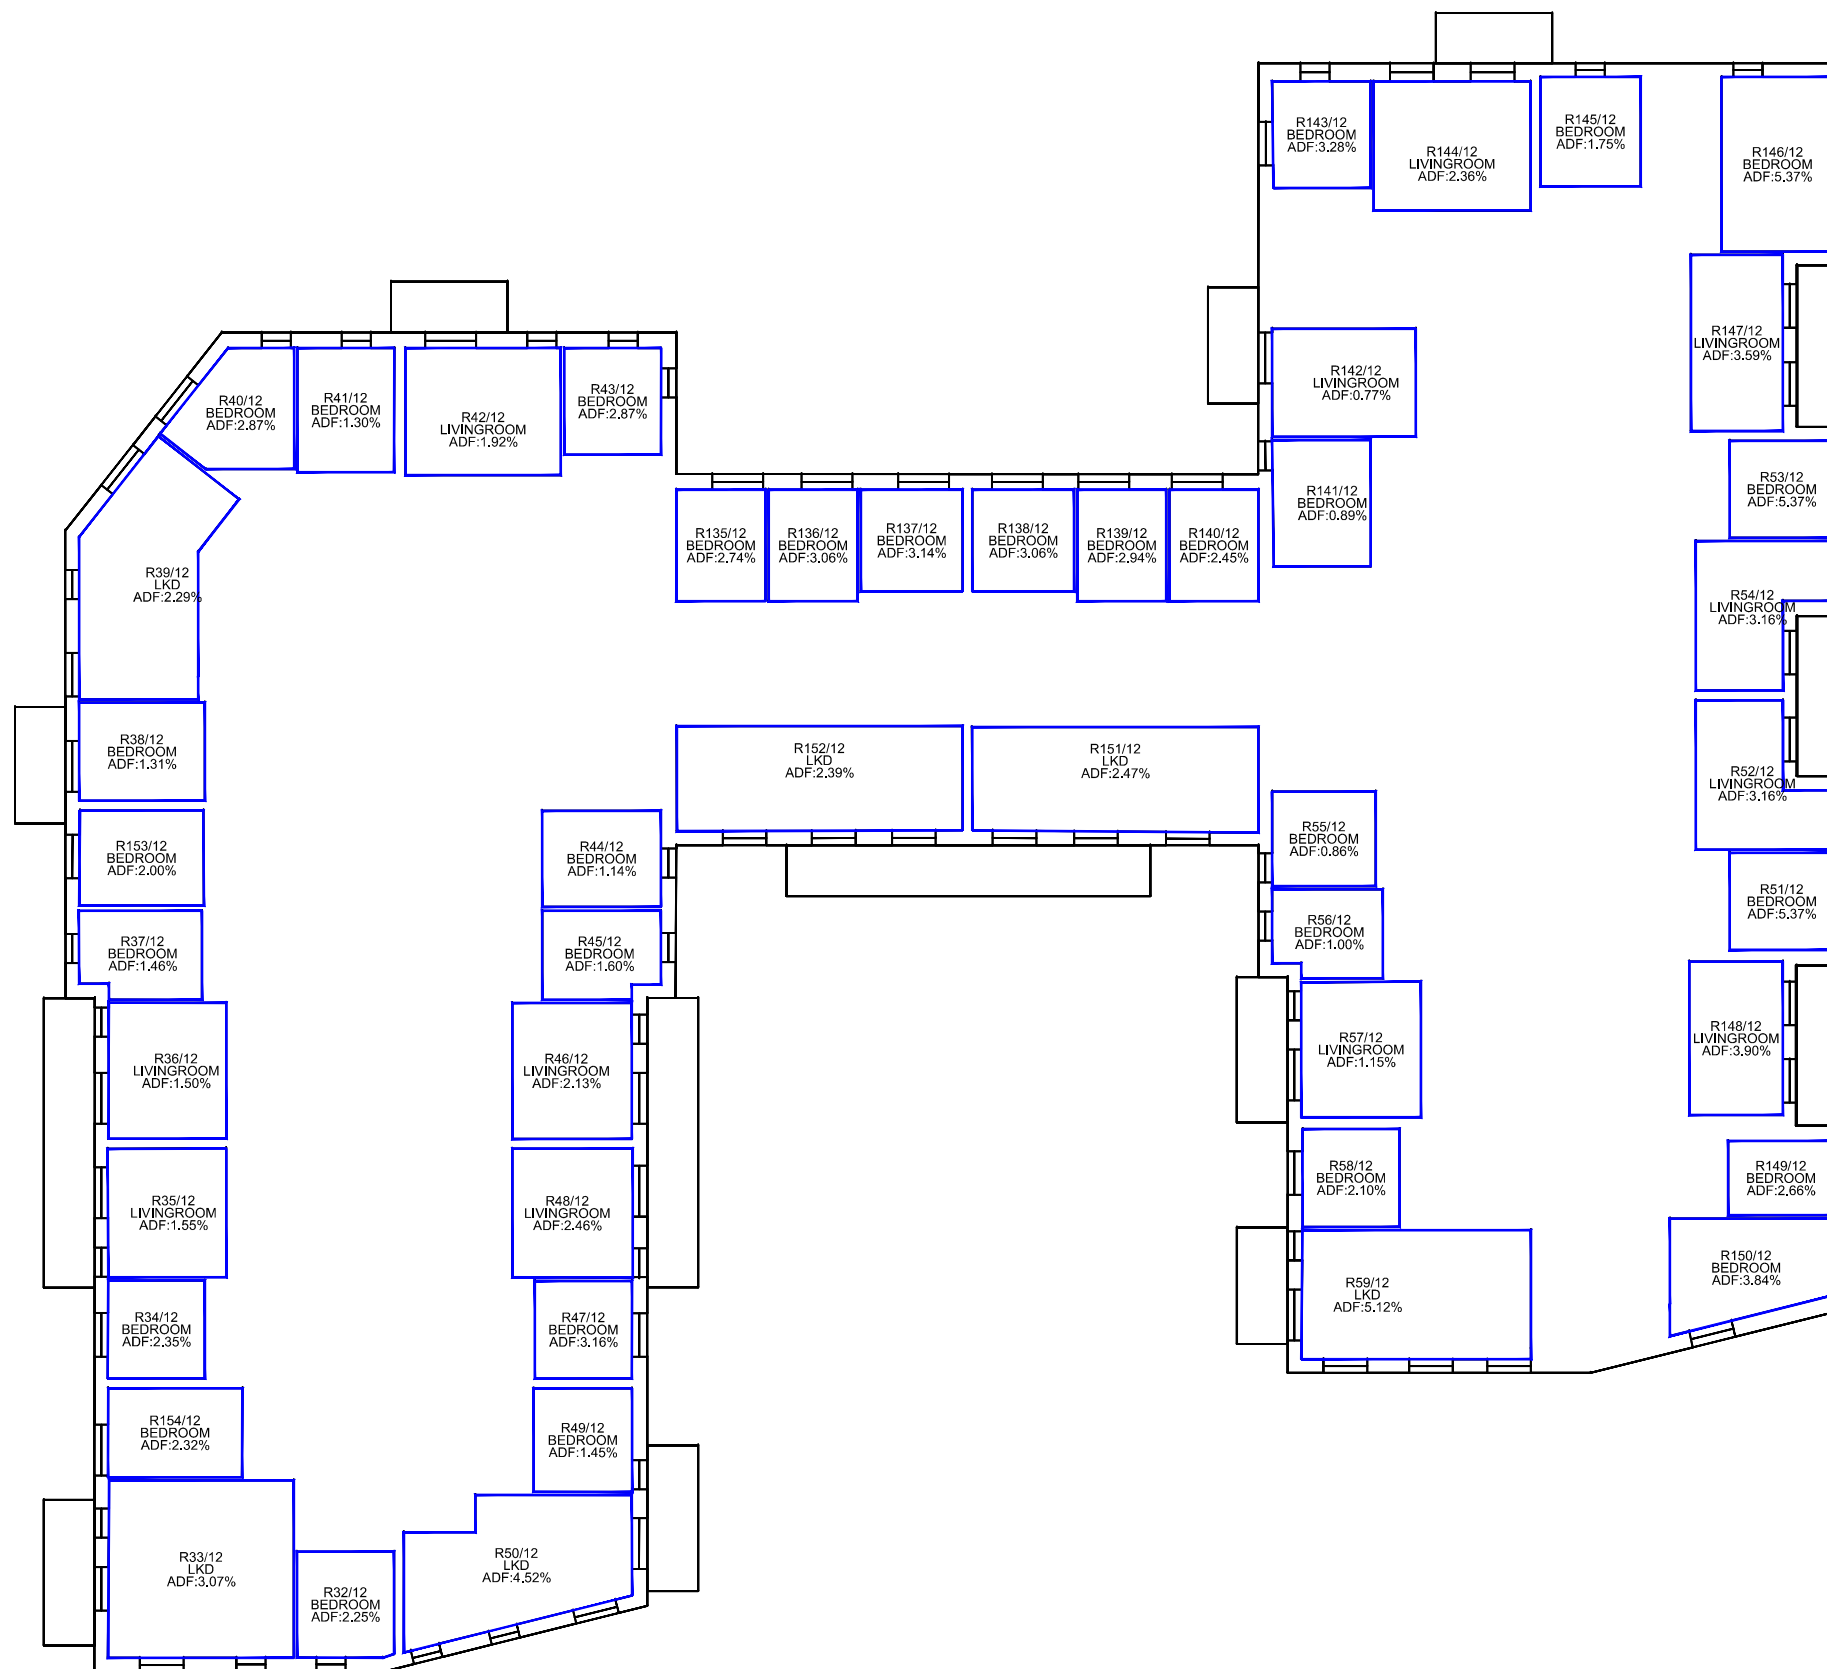 R143/12
BEDROOM
ADF:3.28%
R144/12
LIVINGROOM
ADF:2.36%
R145/12
BEDROOM
ADF:1.75%
R146/12
BEDROOM
ADF:5.37%
R147/12
LIVINGROOM
ADF:3.59%
R142/12
LIVINGROOM
ADF:0.77%
R40/12
BEDROOM
ADF:2.87%
R41/12
BEDROOM
ADF:1.30%
R42/12
LIVINGROOM
ADF:1.92%
R43/12
BEDROOM
ADF:2.87%
R53/12
BEDROOM
ADF:5.37%
R141/12
BEDROOM
ADF:0.89%
R135/12
BEDROOM
ADF:2.74%
R136/12
BEDROOM
ADF:3.06%
R137/12
BEDROOM
ADF:3.14%
R138/12
BEDROOM
ADF:3.06%
R139/12
BEDROOM
ADF:2.94%
R140/12
BEDROOM
ADF:2.45%
R39/12
LKD
ADF:2.29%
R54/12
LIVINGROOM
ADF:3.16%
R38/12
BEDROOM
ADF:1.31%
R152/12
LKD
ADF:2.39%
R151/12
LKD
ADF:2.47%
R52/12
LIVINGROOM
ADF:3.16%
R153/12
BEDROOM
ADF:2.00%
R44/12
BEDROOM
ADF:1.14%
R55/12
BEDROOM
ADF:0.86%
R51/12
BEDROOM
ADF:5.37%
R37/12
BEDROOM
ADF:1.46%
R45/12
BEDROOM
ADF:1.60%
R56/12
BEDROOM
ADF:1.00%
R36/12
LIVINGROOM
ADF:1.50%
R46/12
LIVINGROOM
ADF:2.13%
R57/12
LIVINGROOM
ADF:1.15%
R148/12
LIVINGROOM
ADF:3.90%
R35/12
LIVINGROOM
ADF:1.55%
R48/12
LIVINGROOM
ADF:2.46%
R58/12
BEDROOM
ADF:2.10%
R149/12
BEDROOM
ADF:2.66%
R150/12
BEDROOM
ADF:3.84%
R59/12
LKD
ADF:5.12%
R34/12
BEDROOM
ADF:2.35%
R47/12
BEDROOM
ADF:3.16%
R154/12
BEDROOM
ADF:2.32%
R49/12
BEDROOM
ADF:1.45%
R33/12
LKD
ADF:3.07%
R32/12
BEDROOM
ADF:2.25%
R50/12
LKD
ADF:4.52%